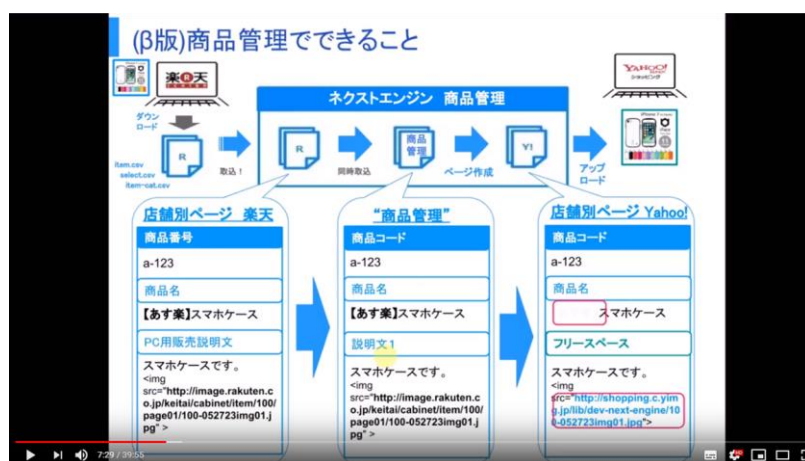 (β版)商品管理でできること
楽天
YAHOO!
ショッピング
ネクストエンジン 商品管理
ダウン
ロード
R
item.csv
select.csv
item-cat.csv
取込！
R
同時取込
商品
管理
ページ作成
Y!
アップ
ロード
店舗別ページ 楽天
商品番号
a-123
商品名
【あす楽】スマホケース
PC用販売説明文
スマホケースです。
<img
src="http://image.rakuten.c
o.jp/keitai/cabinet/item/100/
page01/100-052723img01.j
pg" >
“商品管理”
商品コード
a-123
商品名
【あす楽】スマホケース
説明文1
スマホケースです。
<img
src="http://image.rakuten.c
o.jp/keitai/cabinet/item/100/
page01/100-052723img01.j
pg" >
店舗別ページ Yahoo!
商品コード
a-123
商品名
スマホケース
フリースペース
スマホケースです。
<img
src="http://shopping.c.yim
g.jp/lib/dev-next-engine/10
0-052723img01.jpg">
7:29 / 39:55